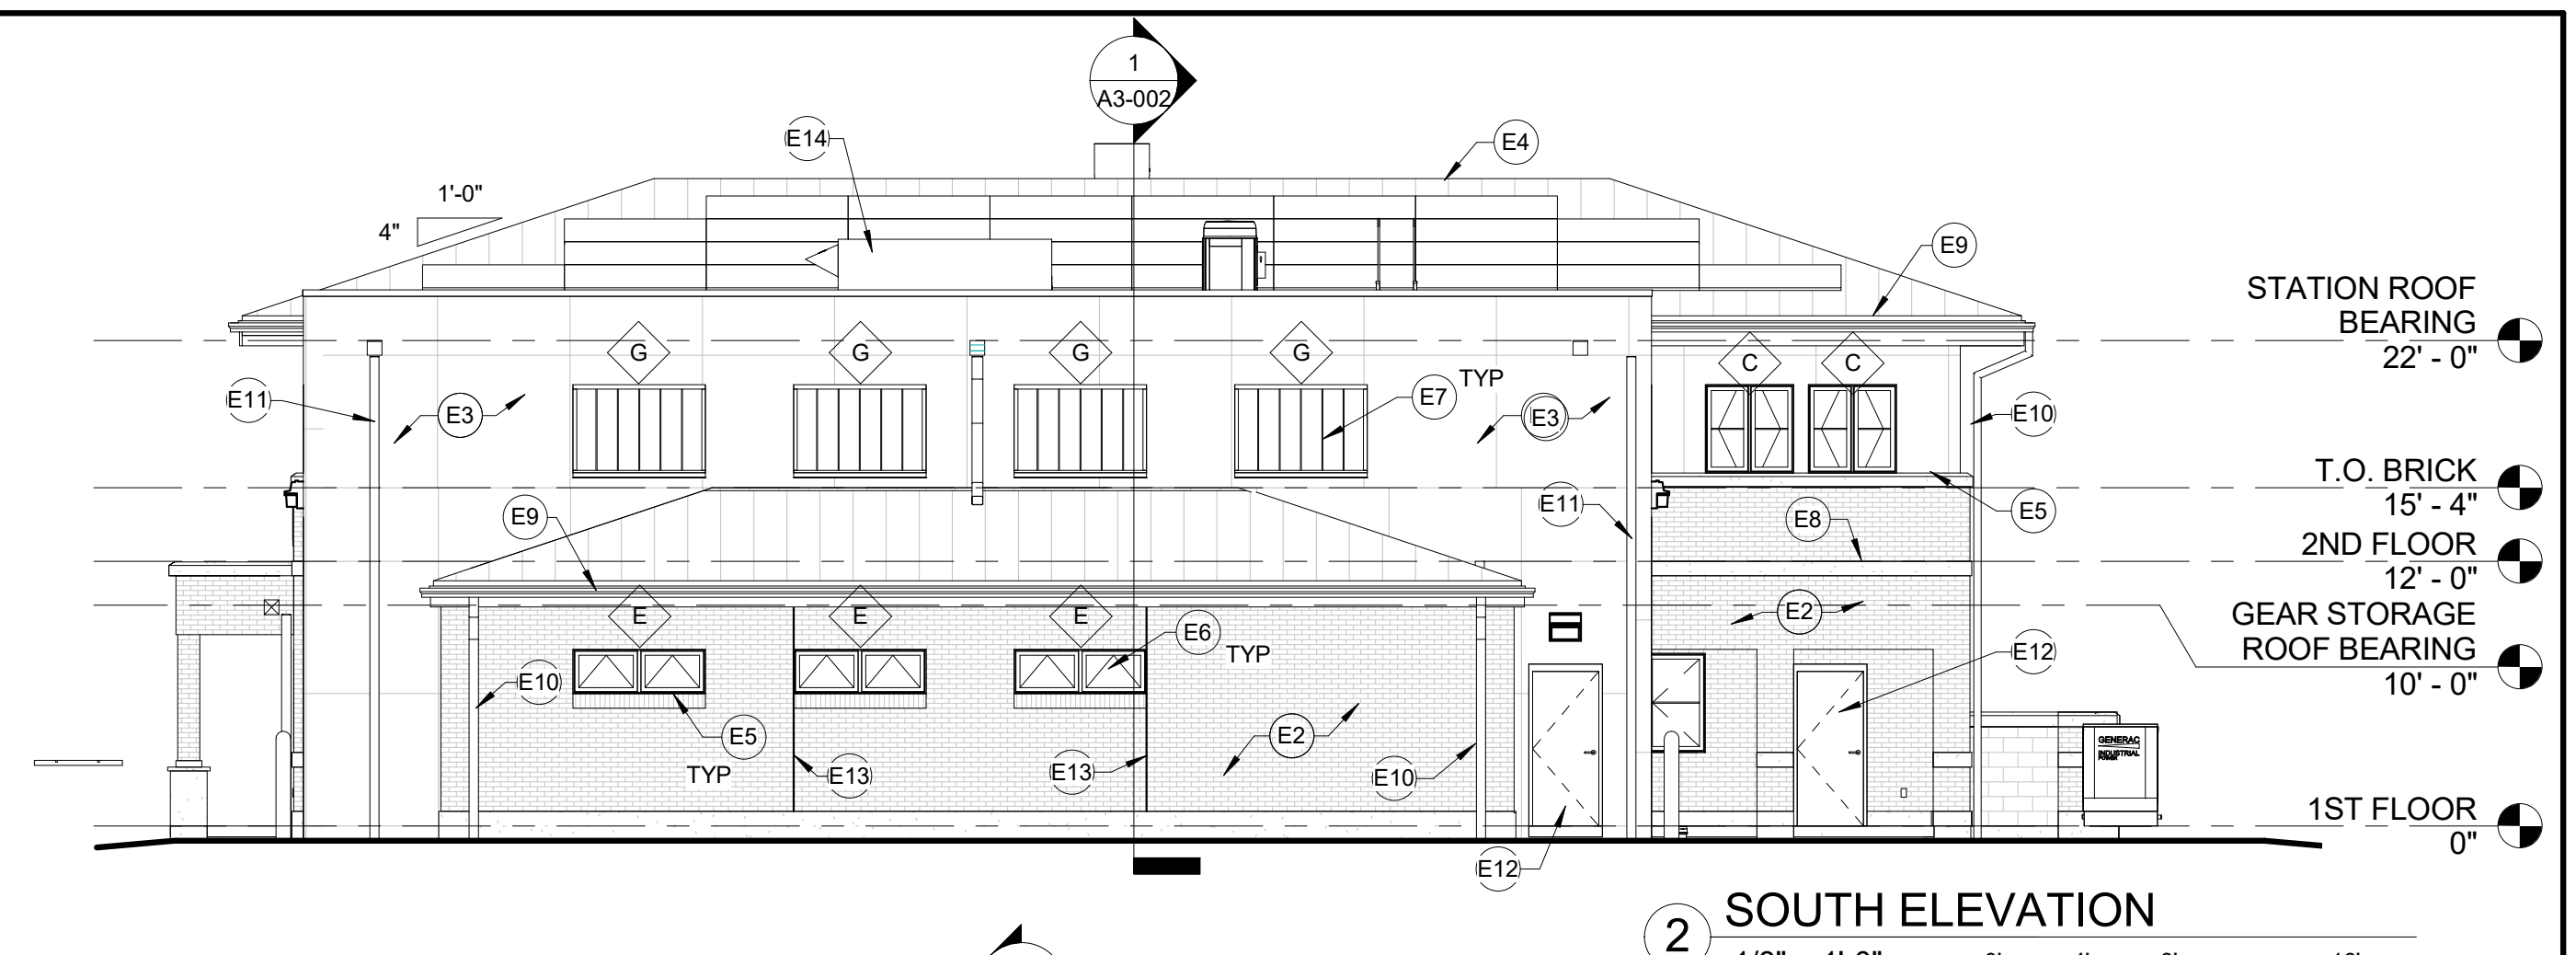 1
A3-002
E14
E4
1'-0"
4"
E9
STATION ROOF
BEARING
22' - 0"
G
G
G
G
C
C
TYP
E11
E3
E7
E3
E10
T.O. BRICK
15' - 4"
E9
E11
E8
E5
2ND FLOOR
12' - 0"
E
E
E
E6
TYP
E2
GEAR STORAGE
ROOF BEARING
10' - 0"
E12
E10
E5
TYP
E13
E13
E2
E10
GENERAC
INDUSTRIAL
POWER
1ST FLOOR
0"
E12
2
SOUTH ELEVATION